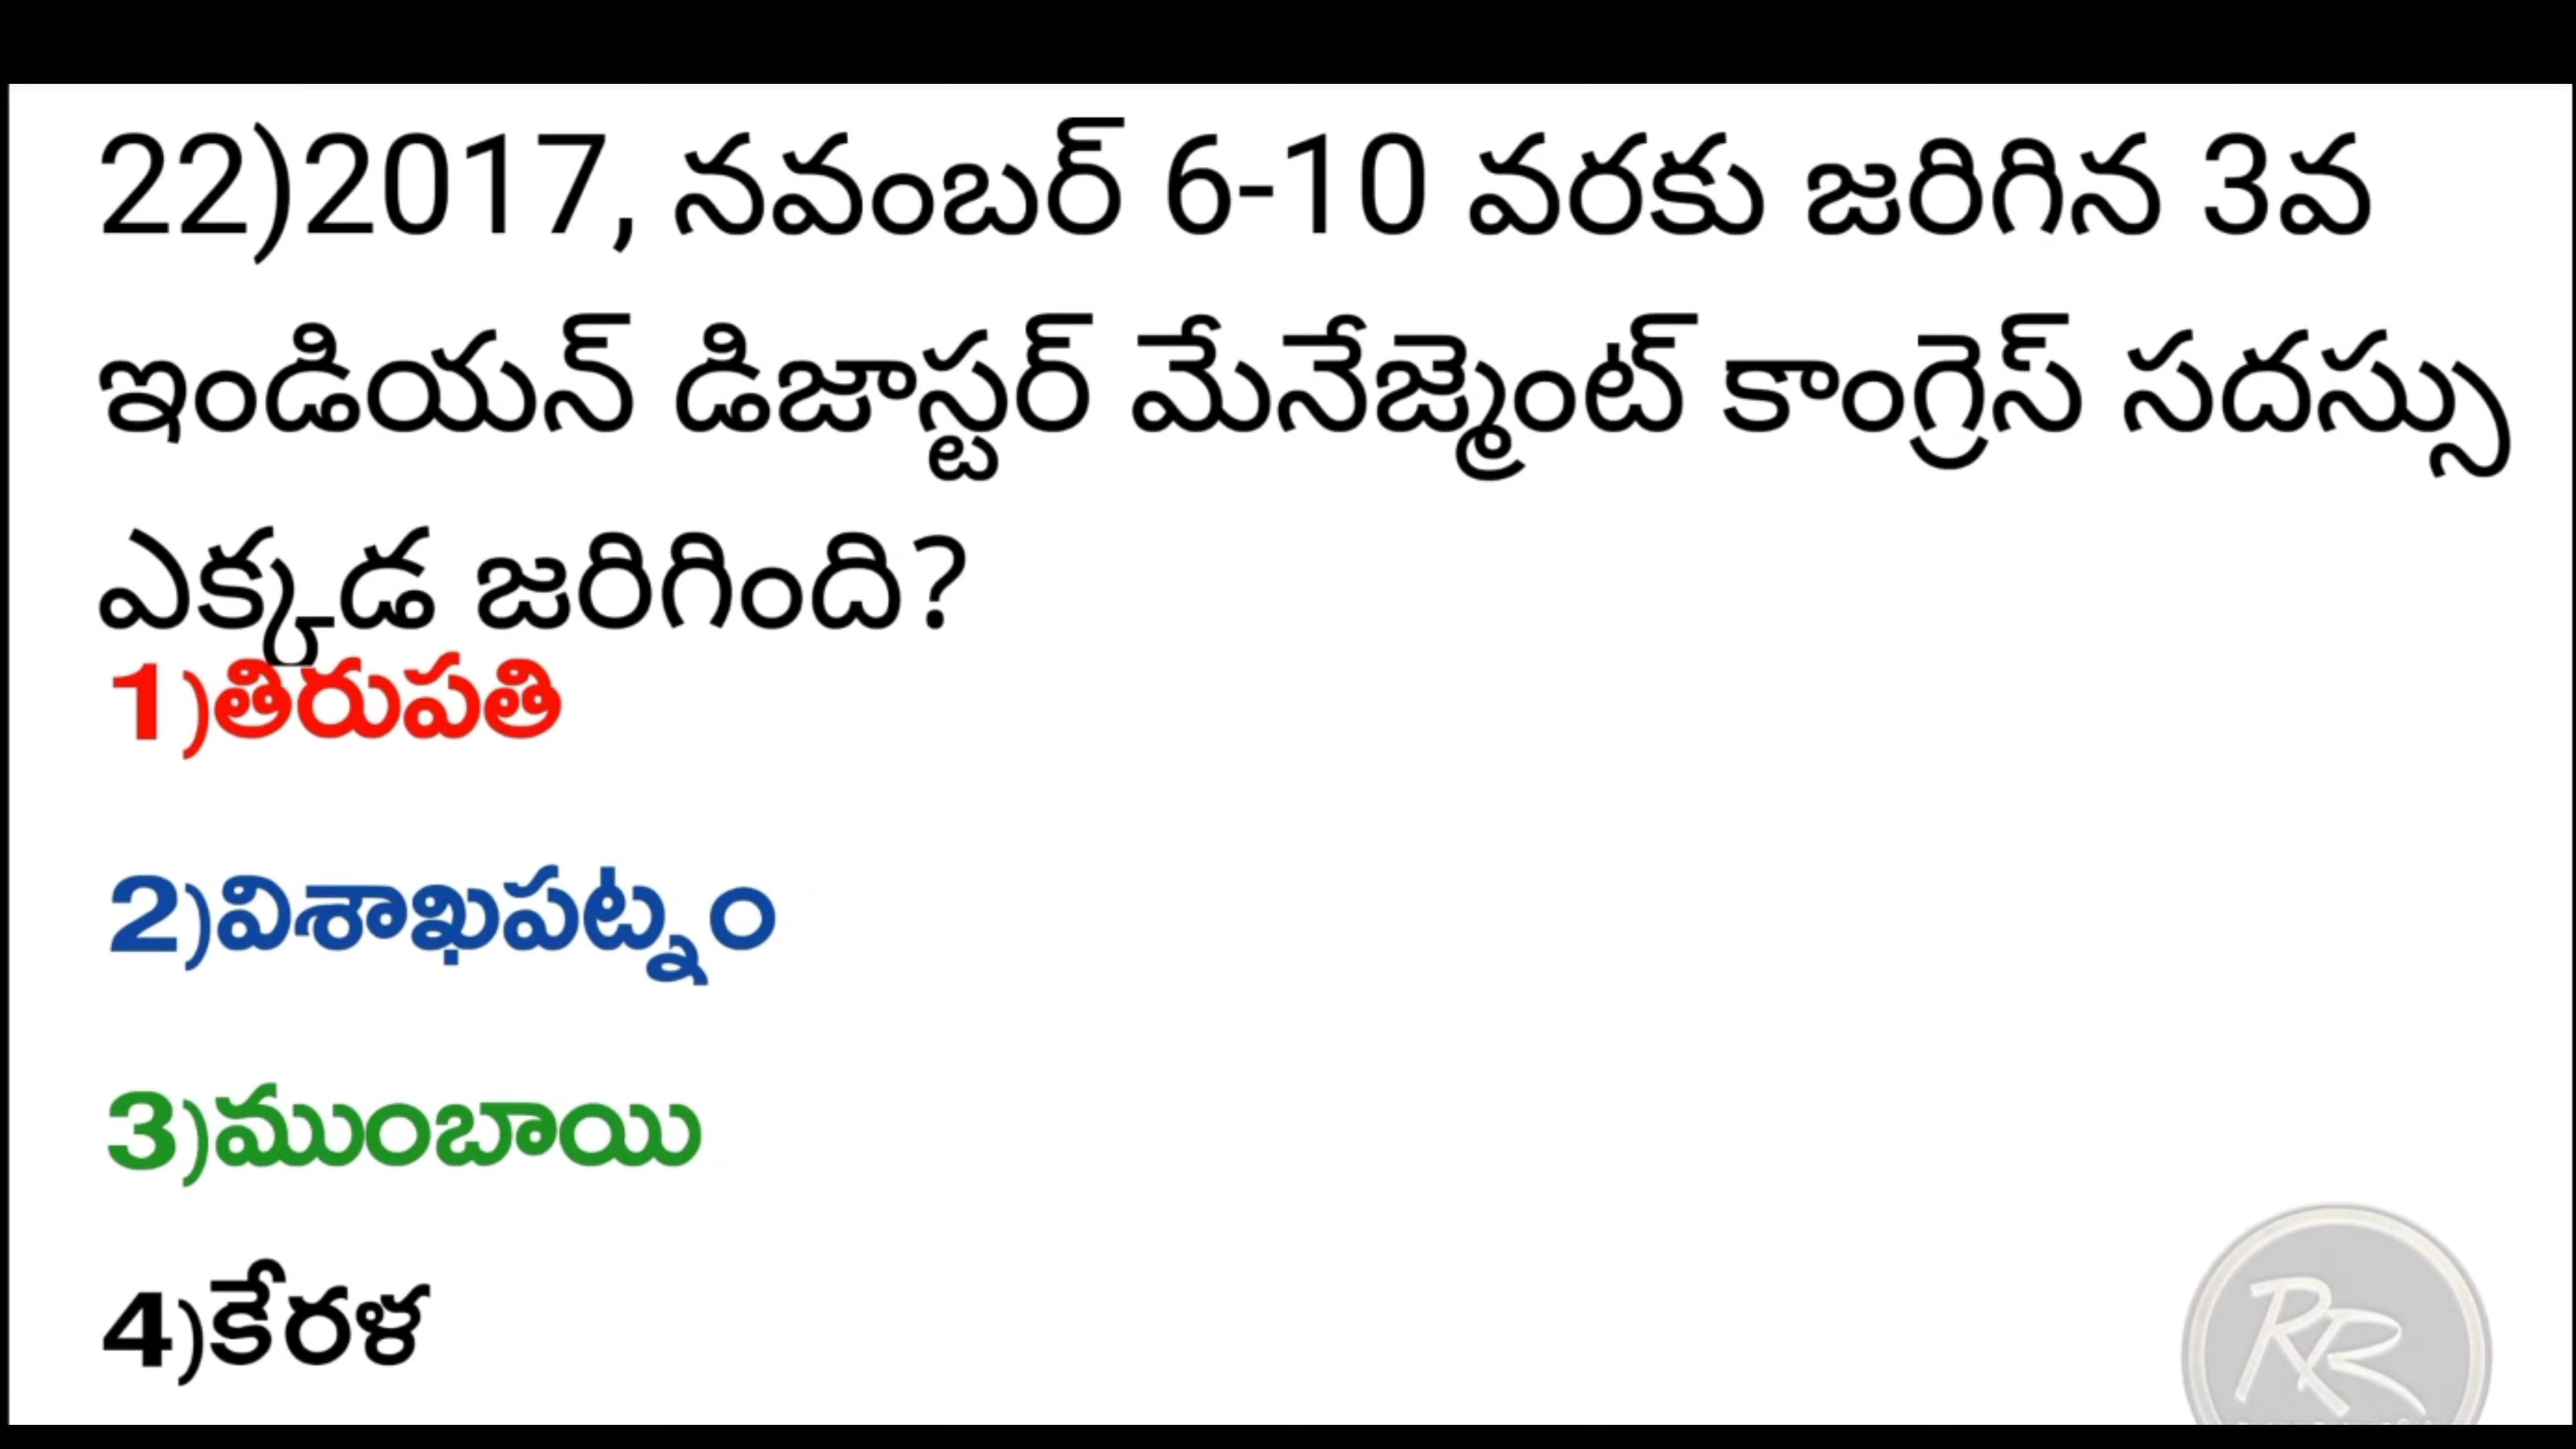 22)2017, నవంబర్ 6-10 వరకు జరిగిన 3వ
ఇండియన్ డిజాస్టర్ మేనేజ్మ్రెంట్ కాంగ్రెస్ సదస్సు
ఎక్కడ జరిగింది?
1)తిరుపతి
2)విశాఖపట్నం
3)ముంబాయి
4)కేరళ
RR